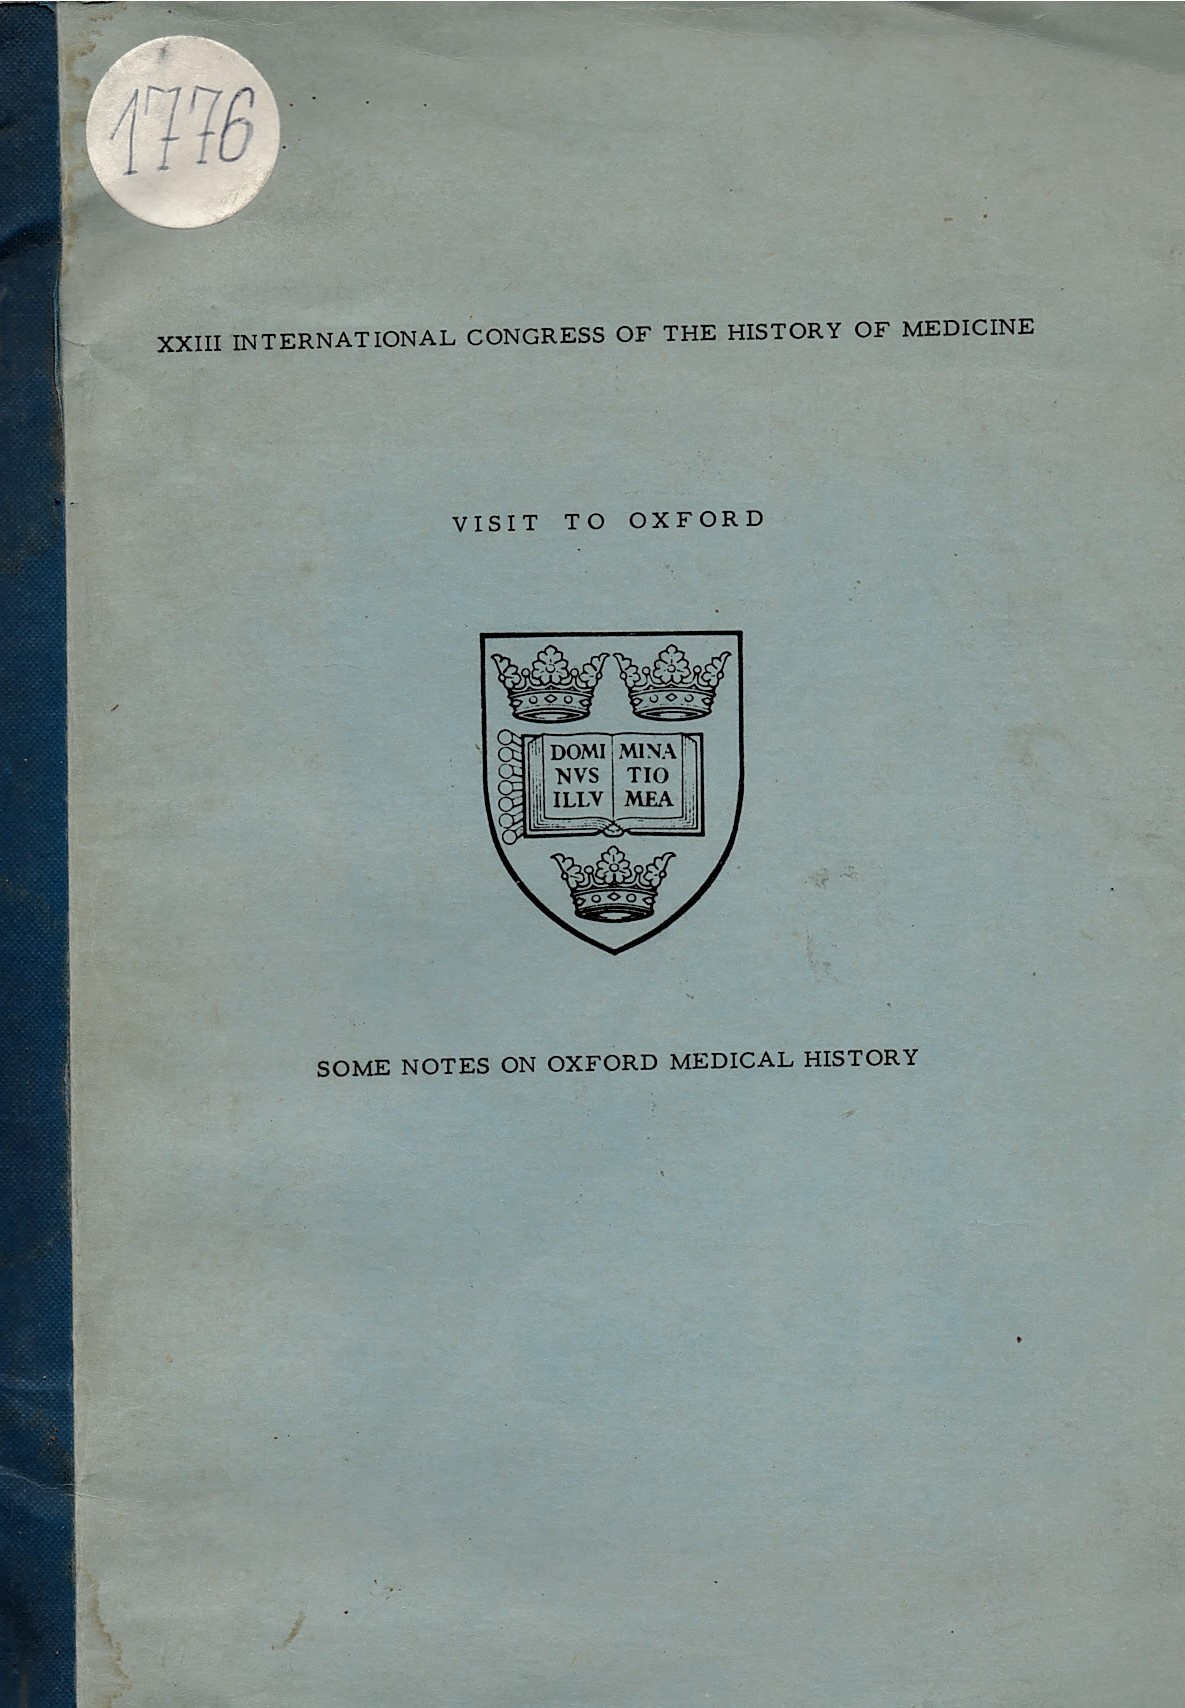 1776
XXIII INTERNATIONAL CONGRESS OF THE HISTORY OF MEDICINE
VISIT TO OXFORD
DOMI MINA
NVS TIO
ILLV MEA
SOME NOTES ON OXFORD MEDICAL HISTORY